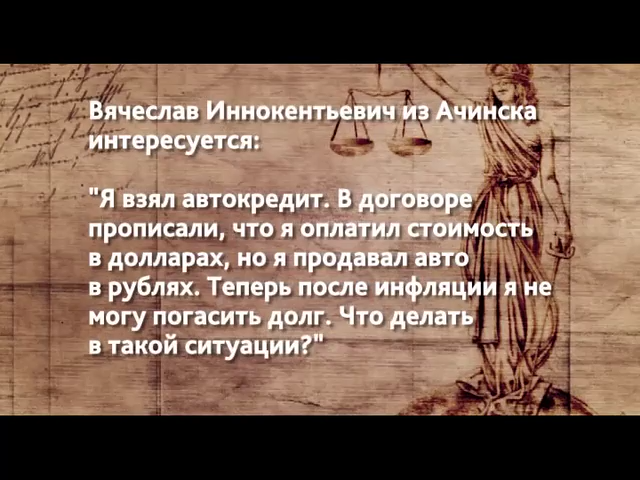 Вячеслав Иннокентьевич из Ачинска
интересуется:
"Я взял автокредит. В договоре
прописали, что я оплатил стоимость
в долларах, но я продавал авто
в рублях. Теперь после инфляции я не
могу погасить долг. Что делать
в такой ситуации?"